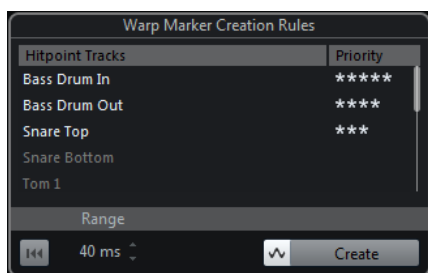 Warp Marker Creation Rules
Hitpoint Tracks Priority
Bass Drum In *****
Bass Drum Out ****
Snare Top ***
Snare Bottom
Tom 1
Range
40 ms Create